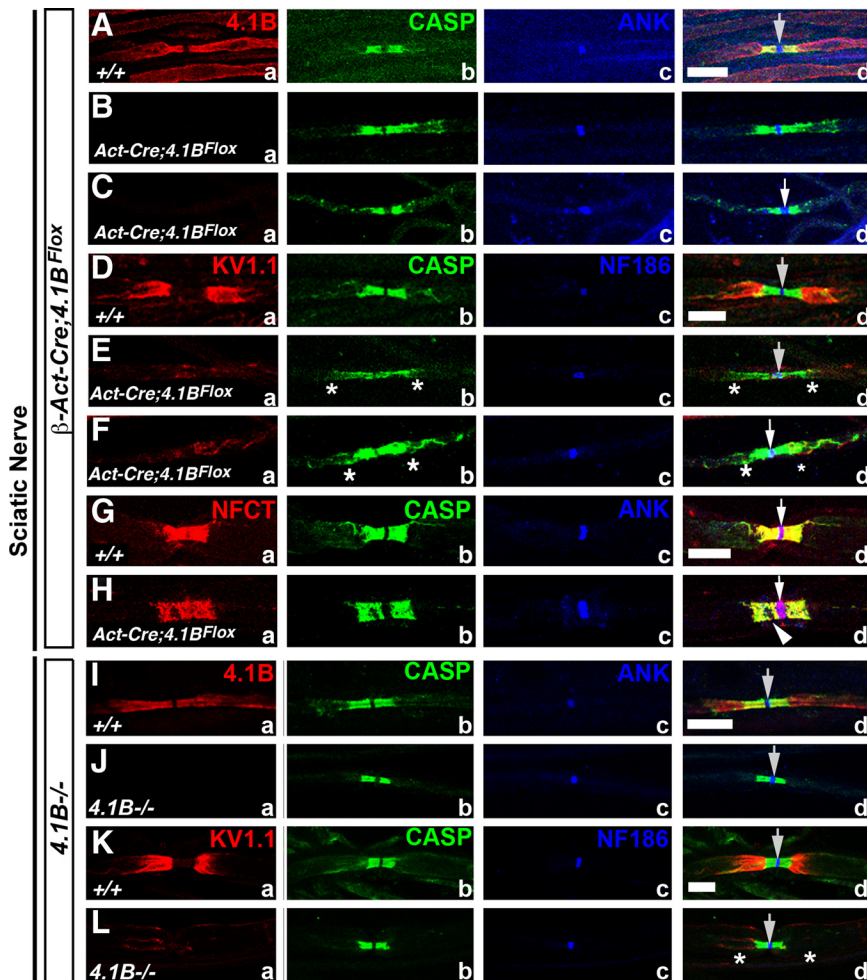 Sciatic Nerve
β-Act-Cre;4.1B Flox
4.1B-/-
A 4.1B CASP ANK
+/+ a b c d
B
Act-Cre;4.1BFlox a b c d
C
Act-Cre;4.1BFlox a b c d
D KV1.1 CASP NF186
+/+ a b c d
E
Act-Cre;4.1BFlox a b * * c d * *
F
Act-Cre;4.1BFlox a b * * c d * *
G NFCT CASP ANK
+/+ a b c d
H
Act-Cre;4.1BFlox a b c d
I 4.1B CASP ANK
+/+ a b c d
J
4.1B-/- a b c d
K KV1.1 CASP NF186
+/+ a b c d
L
4.1B-/- a b c d * *